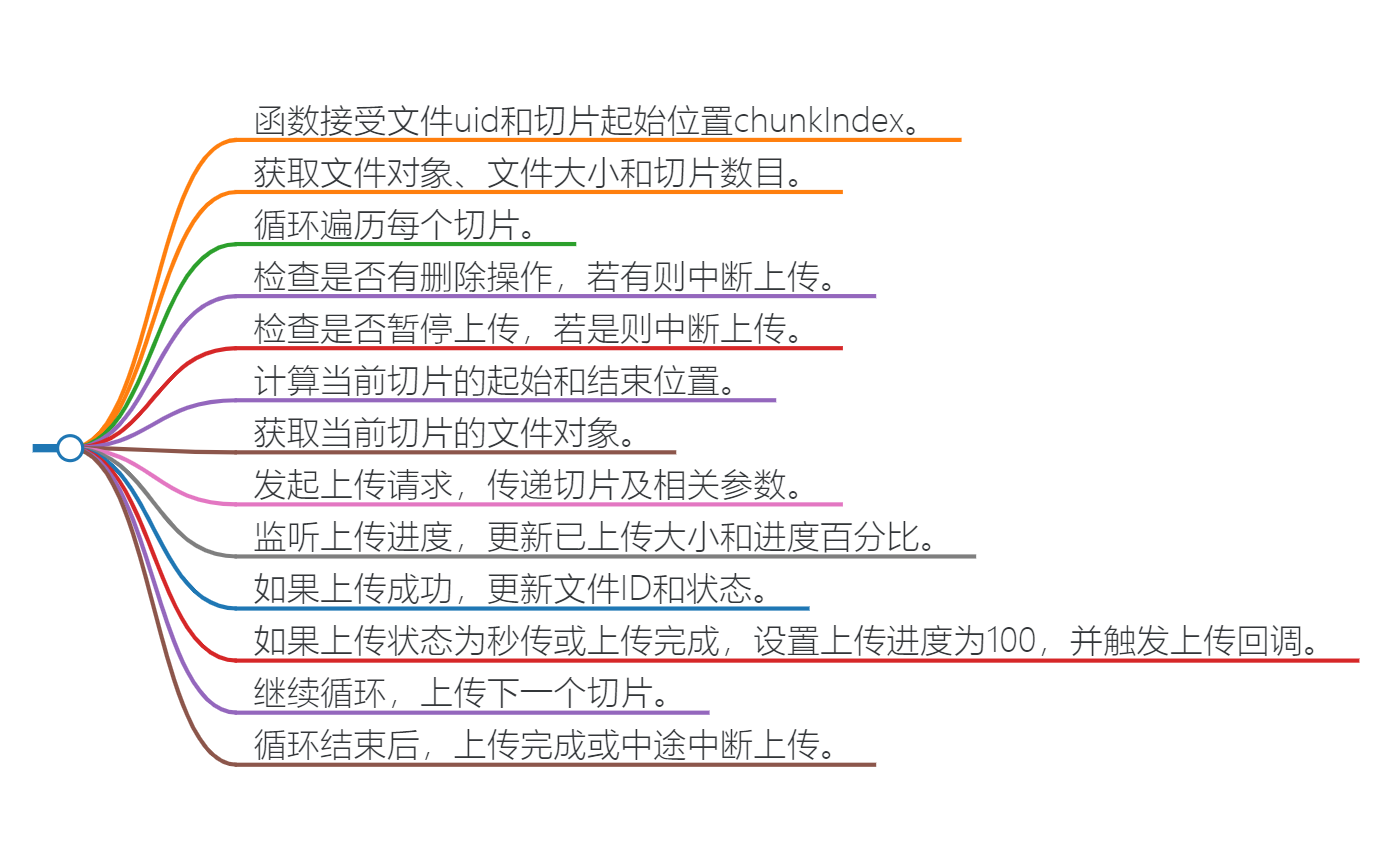 函数接受文件uid和切片起始位置chunkIndex。
获取文件对象、文件大小和切片数目。
循环遍历每个切片。
检查是否有删除操作，若有则中断上传。
检查是否暂停上传，若是则中断上传。
计算当前切片的起始和结束位置。
获取当前切片的文件对象。
发起上传请求，传递切片及相关参数。
监听上传进度，更新已上传大小和进度百分比。
如果上传成功，更新文件ID和状态。
如果上传状态为秒传或上传完成，设置上传进度为100，并触发上传回调。
继续循环，上传下一个切片。
循环结束后，上传完成或中途中断上传。